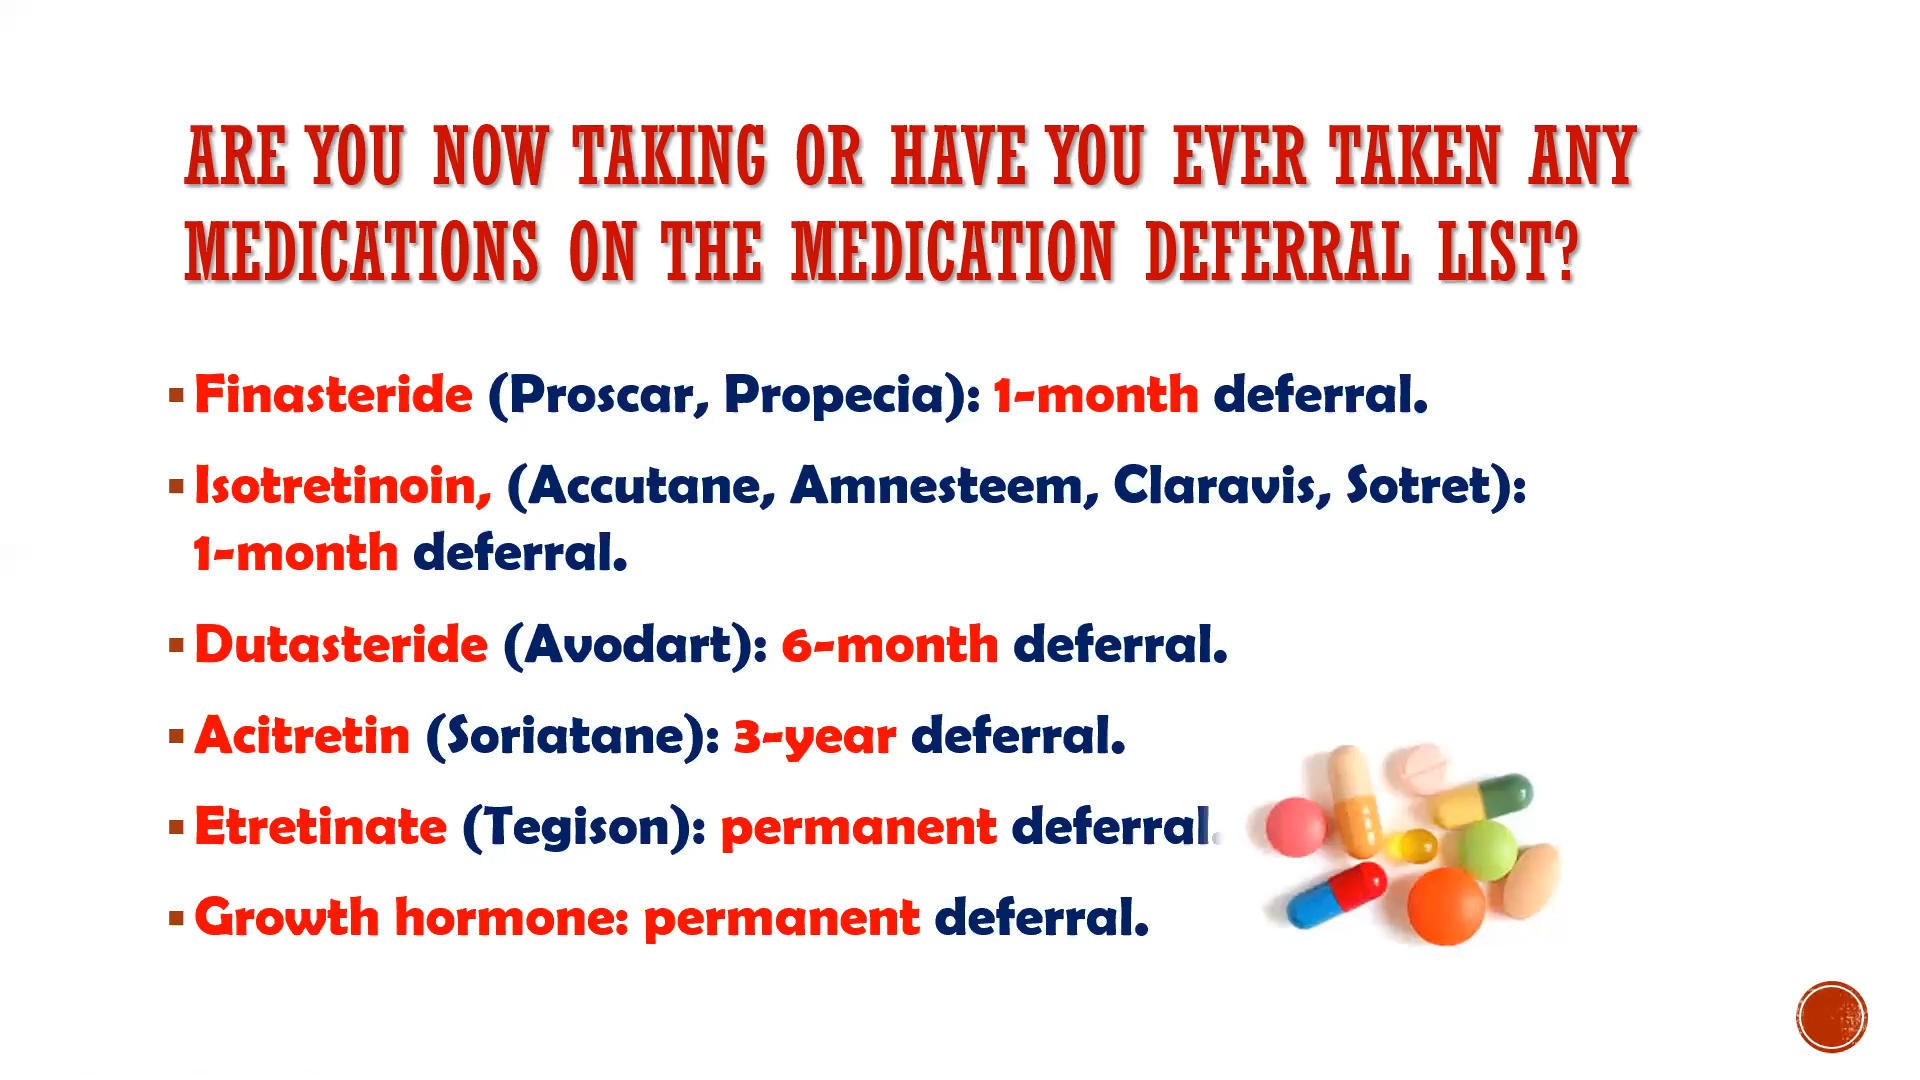 ARE YOU NOW TAKING OR HAVE YOU EVER TAKEN ANY
MEDICATIONS ON THE MEDICATION DEFERRAL LIST?
▪ Finasteride (Proscar, Propecia): 1-month deferral.
▪ Isotretinoin, (Accutane, Amnesteem, Claravis, Sotret):
1-month deferral.
▪ Dutasteride (Avodart): 6-month deferral.
▪ Acitretin (Soriatane): 3-year deferral.
▪ Etretinate (Tegison): permanent deferral.
▪ Growth hormone: permanent deferral.